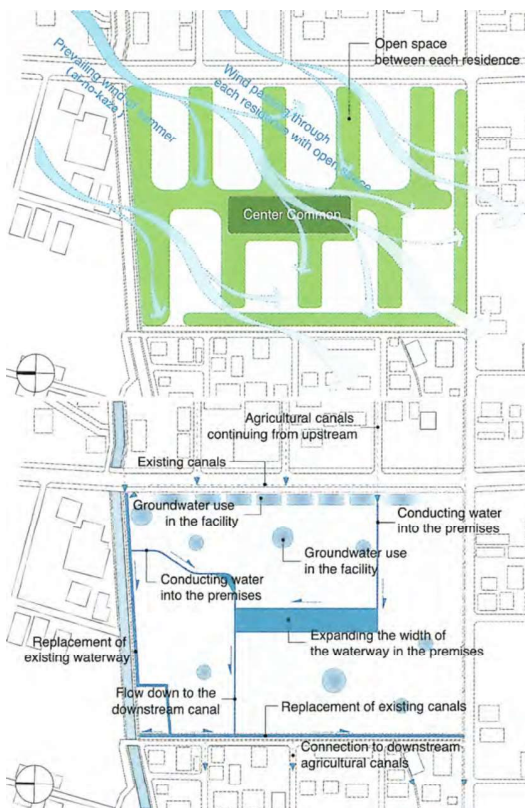 Open space
between each residence
Prevailing wind of summer
Wind passing through
each residence with open space
Center Common
Agricultural canals
continuing from upstream
Existing canals
Groundwater use
in the facility
Conducting water
into the premises
Groundwater use
in the facility
Conducting water
into the premises
Replacement of
existing waterway
Expanding the width of
the waterway in the premises
Flow down to the
downstream canal
Replacement of existing canals
Connection to downstream
agricultural canals